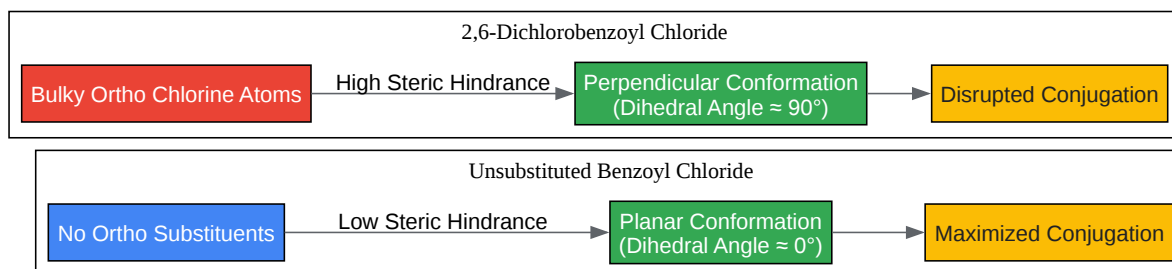 2,6-Dichlorobenzoyl Chloride
Bulky Ortho Chlorine Atoms
High Steric Hindrance
Perpendicular Conformation
(Dihedral Angle ≈ 90°)
Disrupted Conjugation
Unsubstituted Benzoyl Chloride
No Ortho Substituents
Low Steric Hindrance
Planar Conformation
(Dihedral Angle ≈ 0°)
Maximized Conjugation